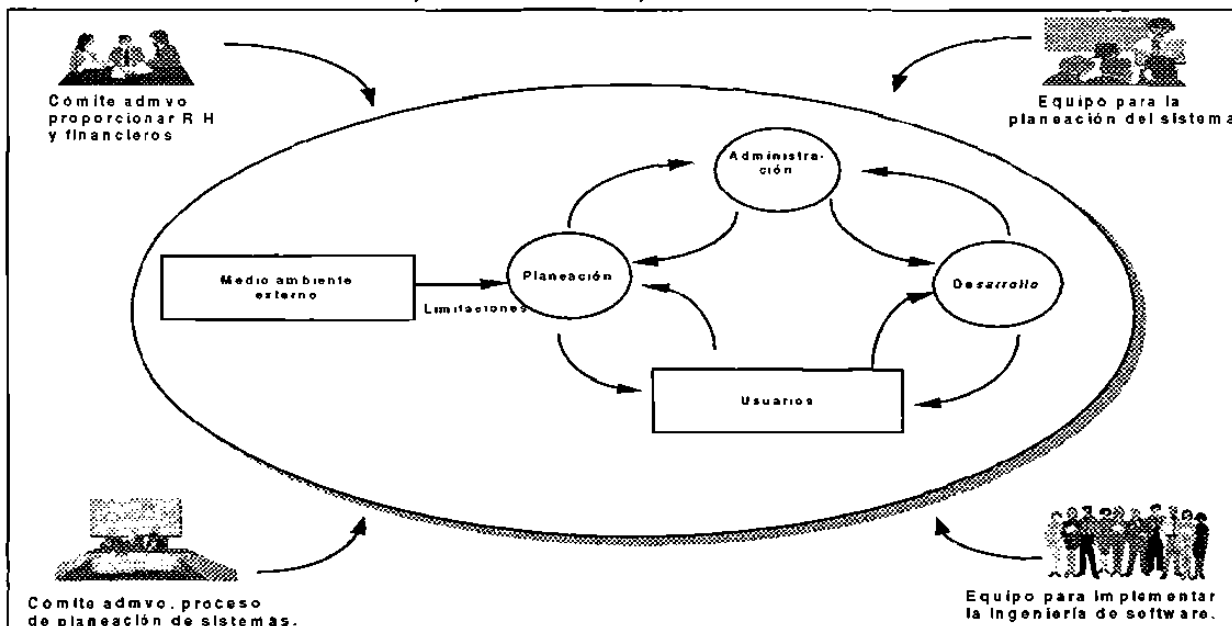 Cómite admvo
proporcionar R H
y financieros
Equipo para la
planeación del sistema
Administra-
ción
Planeación
Desarrollo
Medio ambiente
externo
Limitaciones
Usuarios
Comite admvo. proceso
de planeación de sistemas.
Equipo para implementar
la ingeniería de software.